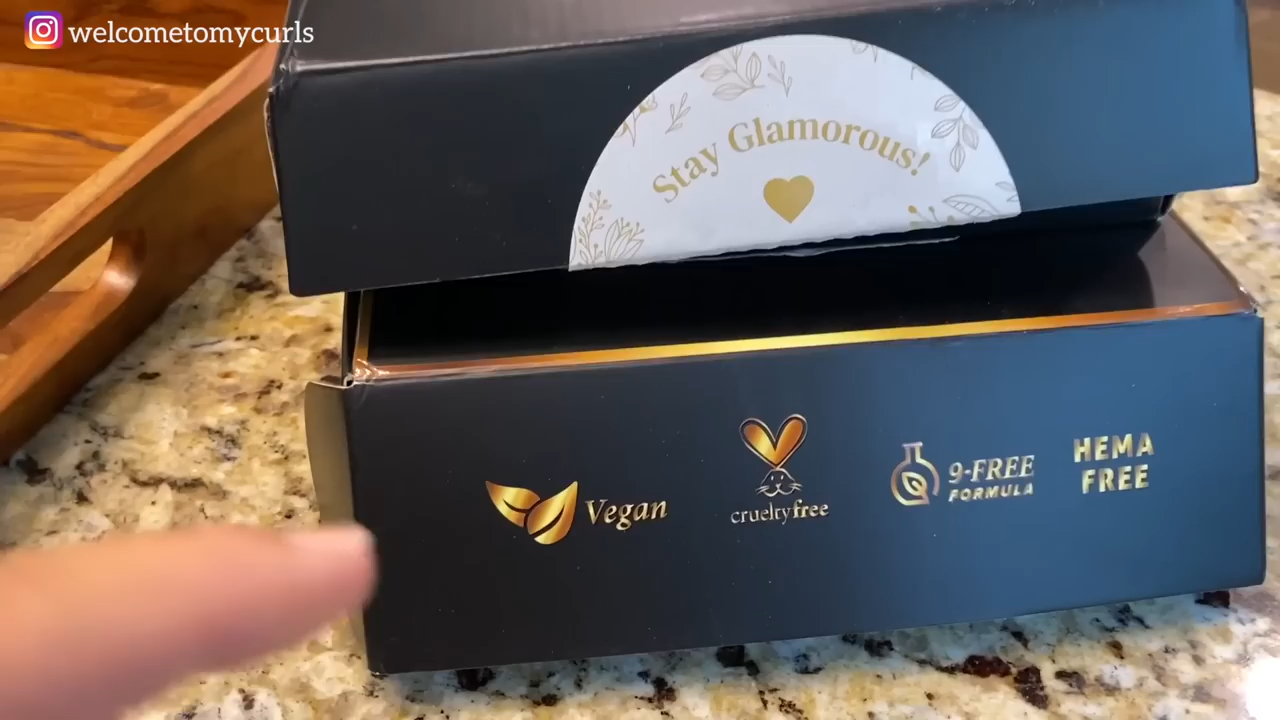 welcometomycurls
Stay Glamorous!
Vegan
crueltyfree
9-FREE
FORMULA
HEMA
FREE